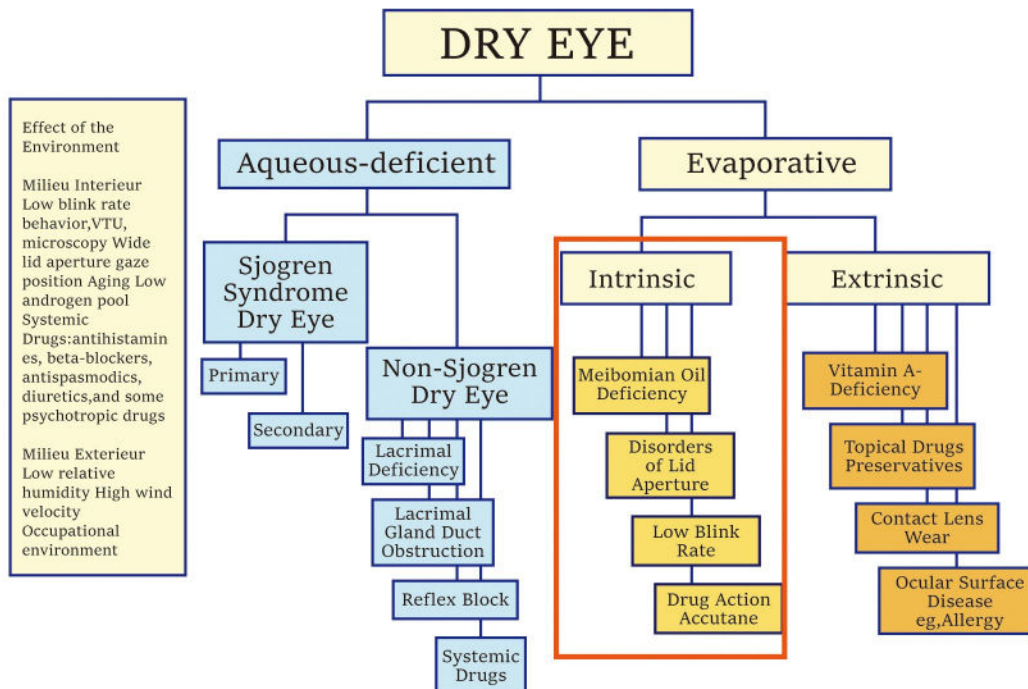 DRY EYE
Effect of the
Environment
Milieu Interieur
Low blink rate
behavior,VTU,
microscopy Wide
lid aperture gaze
position Aging Low
androgen pool
Systemic
Drugs:antihistamin
es, beta-blockers,
antispasmodics,
diuretics,and some
psychotropic drugs
Milieu Exterieur
Low relative
humidity High wind
velocity
Occupational
environment
Aqueous-deficient
Sjogren
Syndrome
Dry Eye
Primary
Secondary
Non-Sjogren
Dry Eye
Lacrimal
Deficiency
Lacrimal
Gland Duct
Obstruction
Reflex Block
Systemic
Drugs
Evaporative
Intrinsic
Meibomian Oil
Deficiency
Disorders
of Lid
Aperture
Low Blink
Rate
Drug Action
Accutane
Extrinsic
Vitamin A-
Deficiency
Topical Drugs
Preservatives
Contact Lens
Wear
Ocular Surface
Disease
eg,Allergy